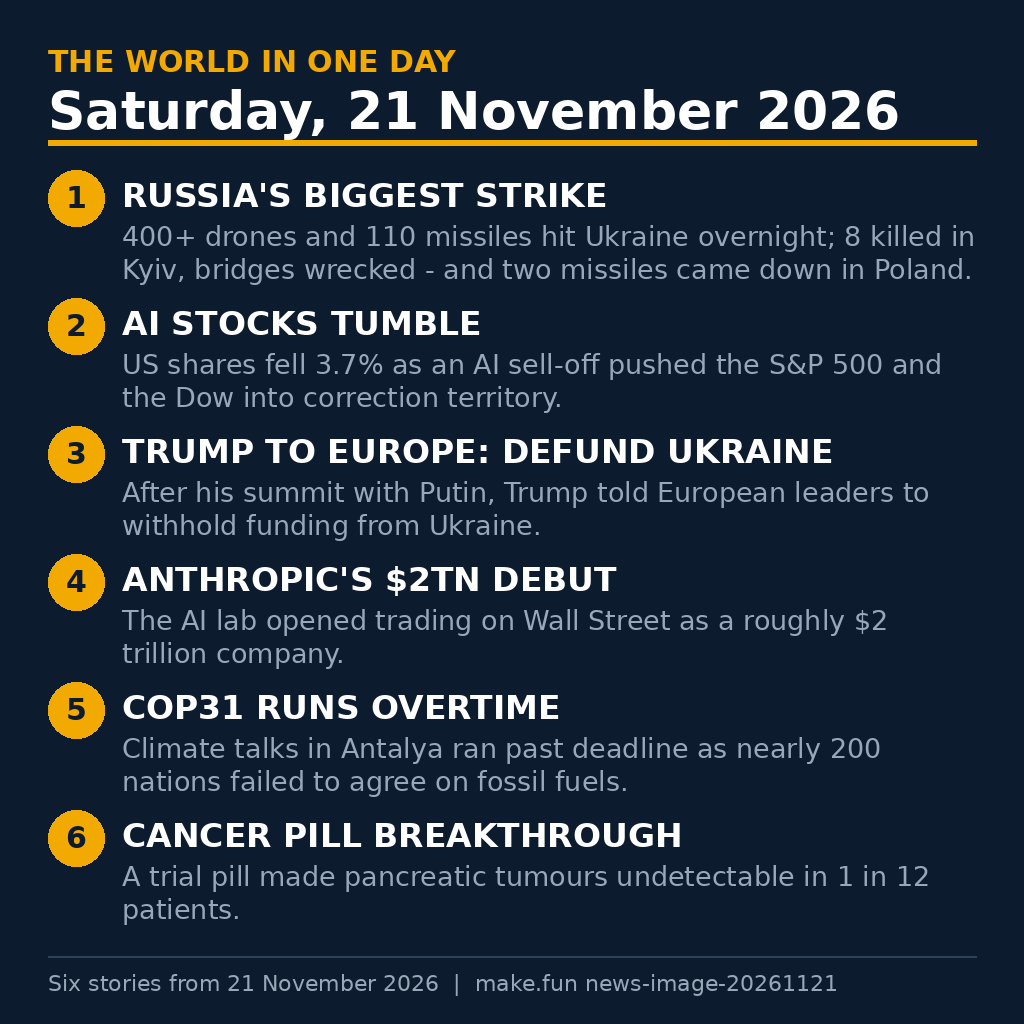 THE WORLD IN ONE DAY
Saturday, 21 November 2026
1
RUSSIA'S BIGGEST STRIKE
400+ drones and 110 missiles hit Ukraine overnight; 8 killed in
Kyiv, bridges wrecked - and two missiles came down in Poland.
2
AI STOCKS TUMBLE
US shares fell 3.7% as an AI sell-off pushed the S&P 500 and
the Dow into correction territory.
3
TRUMP TO EUROPE: DEFUND UKRAINE
After his summit with Putin, Trump told European leaders to
withhold funding from Ukraine.
4
ANTHROPIC'S $2TN DEBUT
The AI lab opened trading on Wall Street as a roughly $2
trillion company.
5
COP31 RUNS OVERTIME
Climate talks in Antalya ran past deadline as nearly 200
nations failed to agree on fossil fuels.
6
CANCER PILL BREAKTHROUGH
A trial pill made pancreatic tumours undetectable in 1 in 12
patients.
Six stories from 21 November 2026 | make.fun news-image-20261121